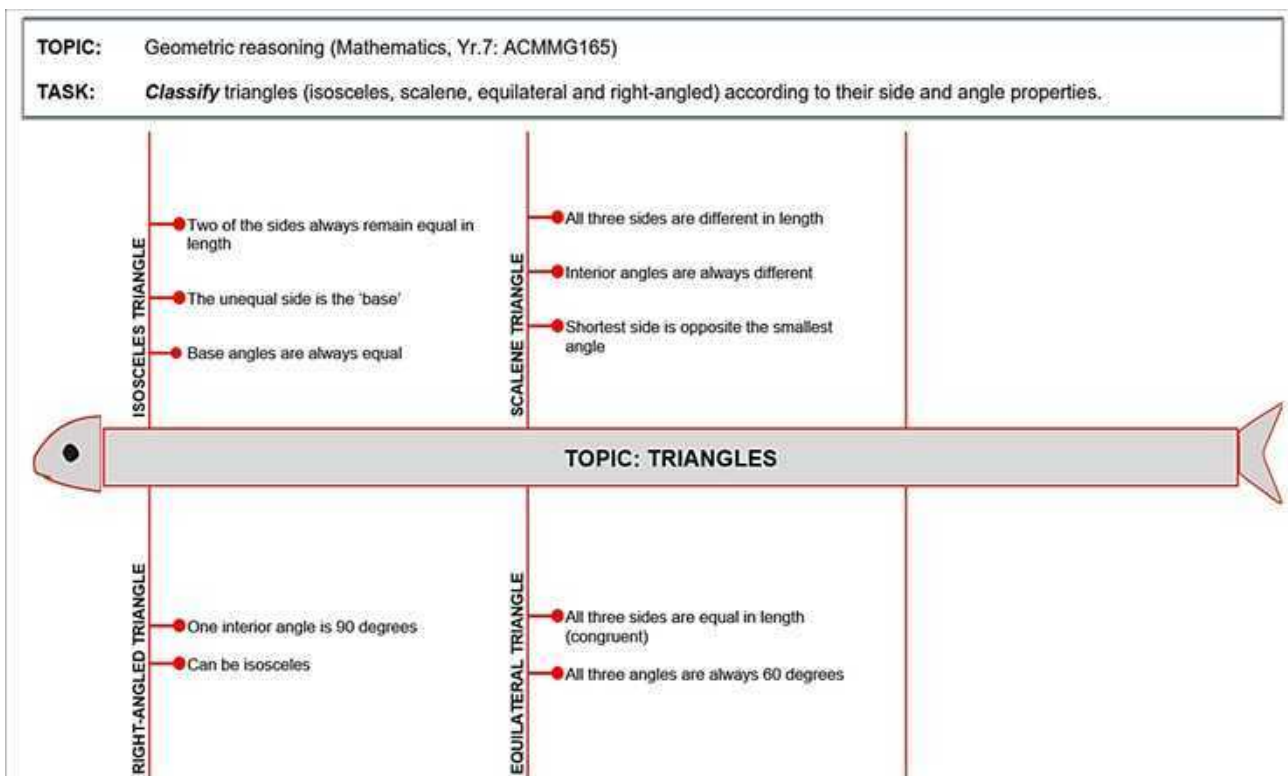 TOPIC: Geometric reasoning (Mathematics, Yr.7: ACMMG165)
TASK: Classify triangles (isosceles, scalene, equilateral and right-angled) according to their side and angle properties.
ISOSCELES TRIANGLE
Two of the sides always remain equal in
length
The unequal side is the 'base'
Base angles are always equal
SCALENE TRIANGLE
All three sides are different in length
Interior angles are always different
Shortest side is opposite the smallest
angle
TOPIC: TRIANGLES
RIGHT-ANGLED TRIANGLE
One interior angle is 90 degrees
Can be isosceles
EQUILATERAL TRIANGLE
All three sides are equal in length
(congruent)
All three angles are always 60 degrees